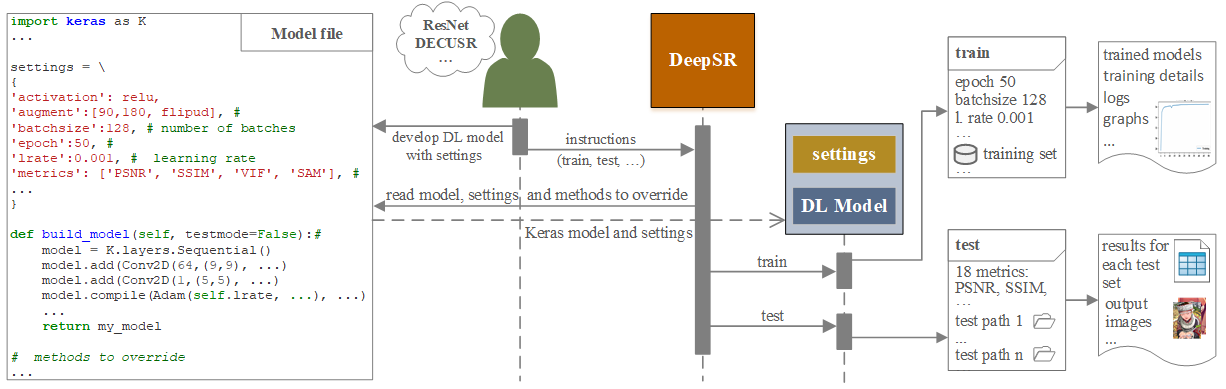 import keras as K
...
Model file
settings = \
{
'activation': relu,
'augment':[90,180, flipud], #
'batchsize':128, # number of batches
'epoch':50, #
'lrate':0.001, # learning rate
'metrics': ['PSNR', 'SSIM', 'VIF', 'SAM'], #
...
}
def build_model(self, testmode=False):#
model = K.layers.Sequential()
model.add(Conv2D(64,(9,9), ...)
model.add(Conv2D(1,(5,5), ...)
model.compile(Adam(self.lrate, ...), ...)
...
return my_model
# methods to override
...
ResNet
DECUSR
...
DeepSR
develop DL model
with settings
instructions
(train, test, ...)
read model, settings and methods to override
Keras model and settings
settings
DL Model
train
test
train
epoch 50
batchsize 128
l. rate 0.001
...
training set
...
trained models
training details
logs
graphs
...
test
18 metrics:
PSNR, SSIM,
...
test path 1
...
test path n
results for
each test
set
output
images
...